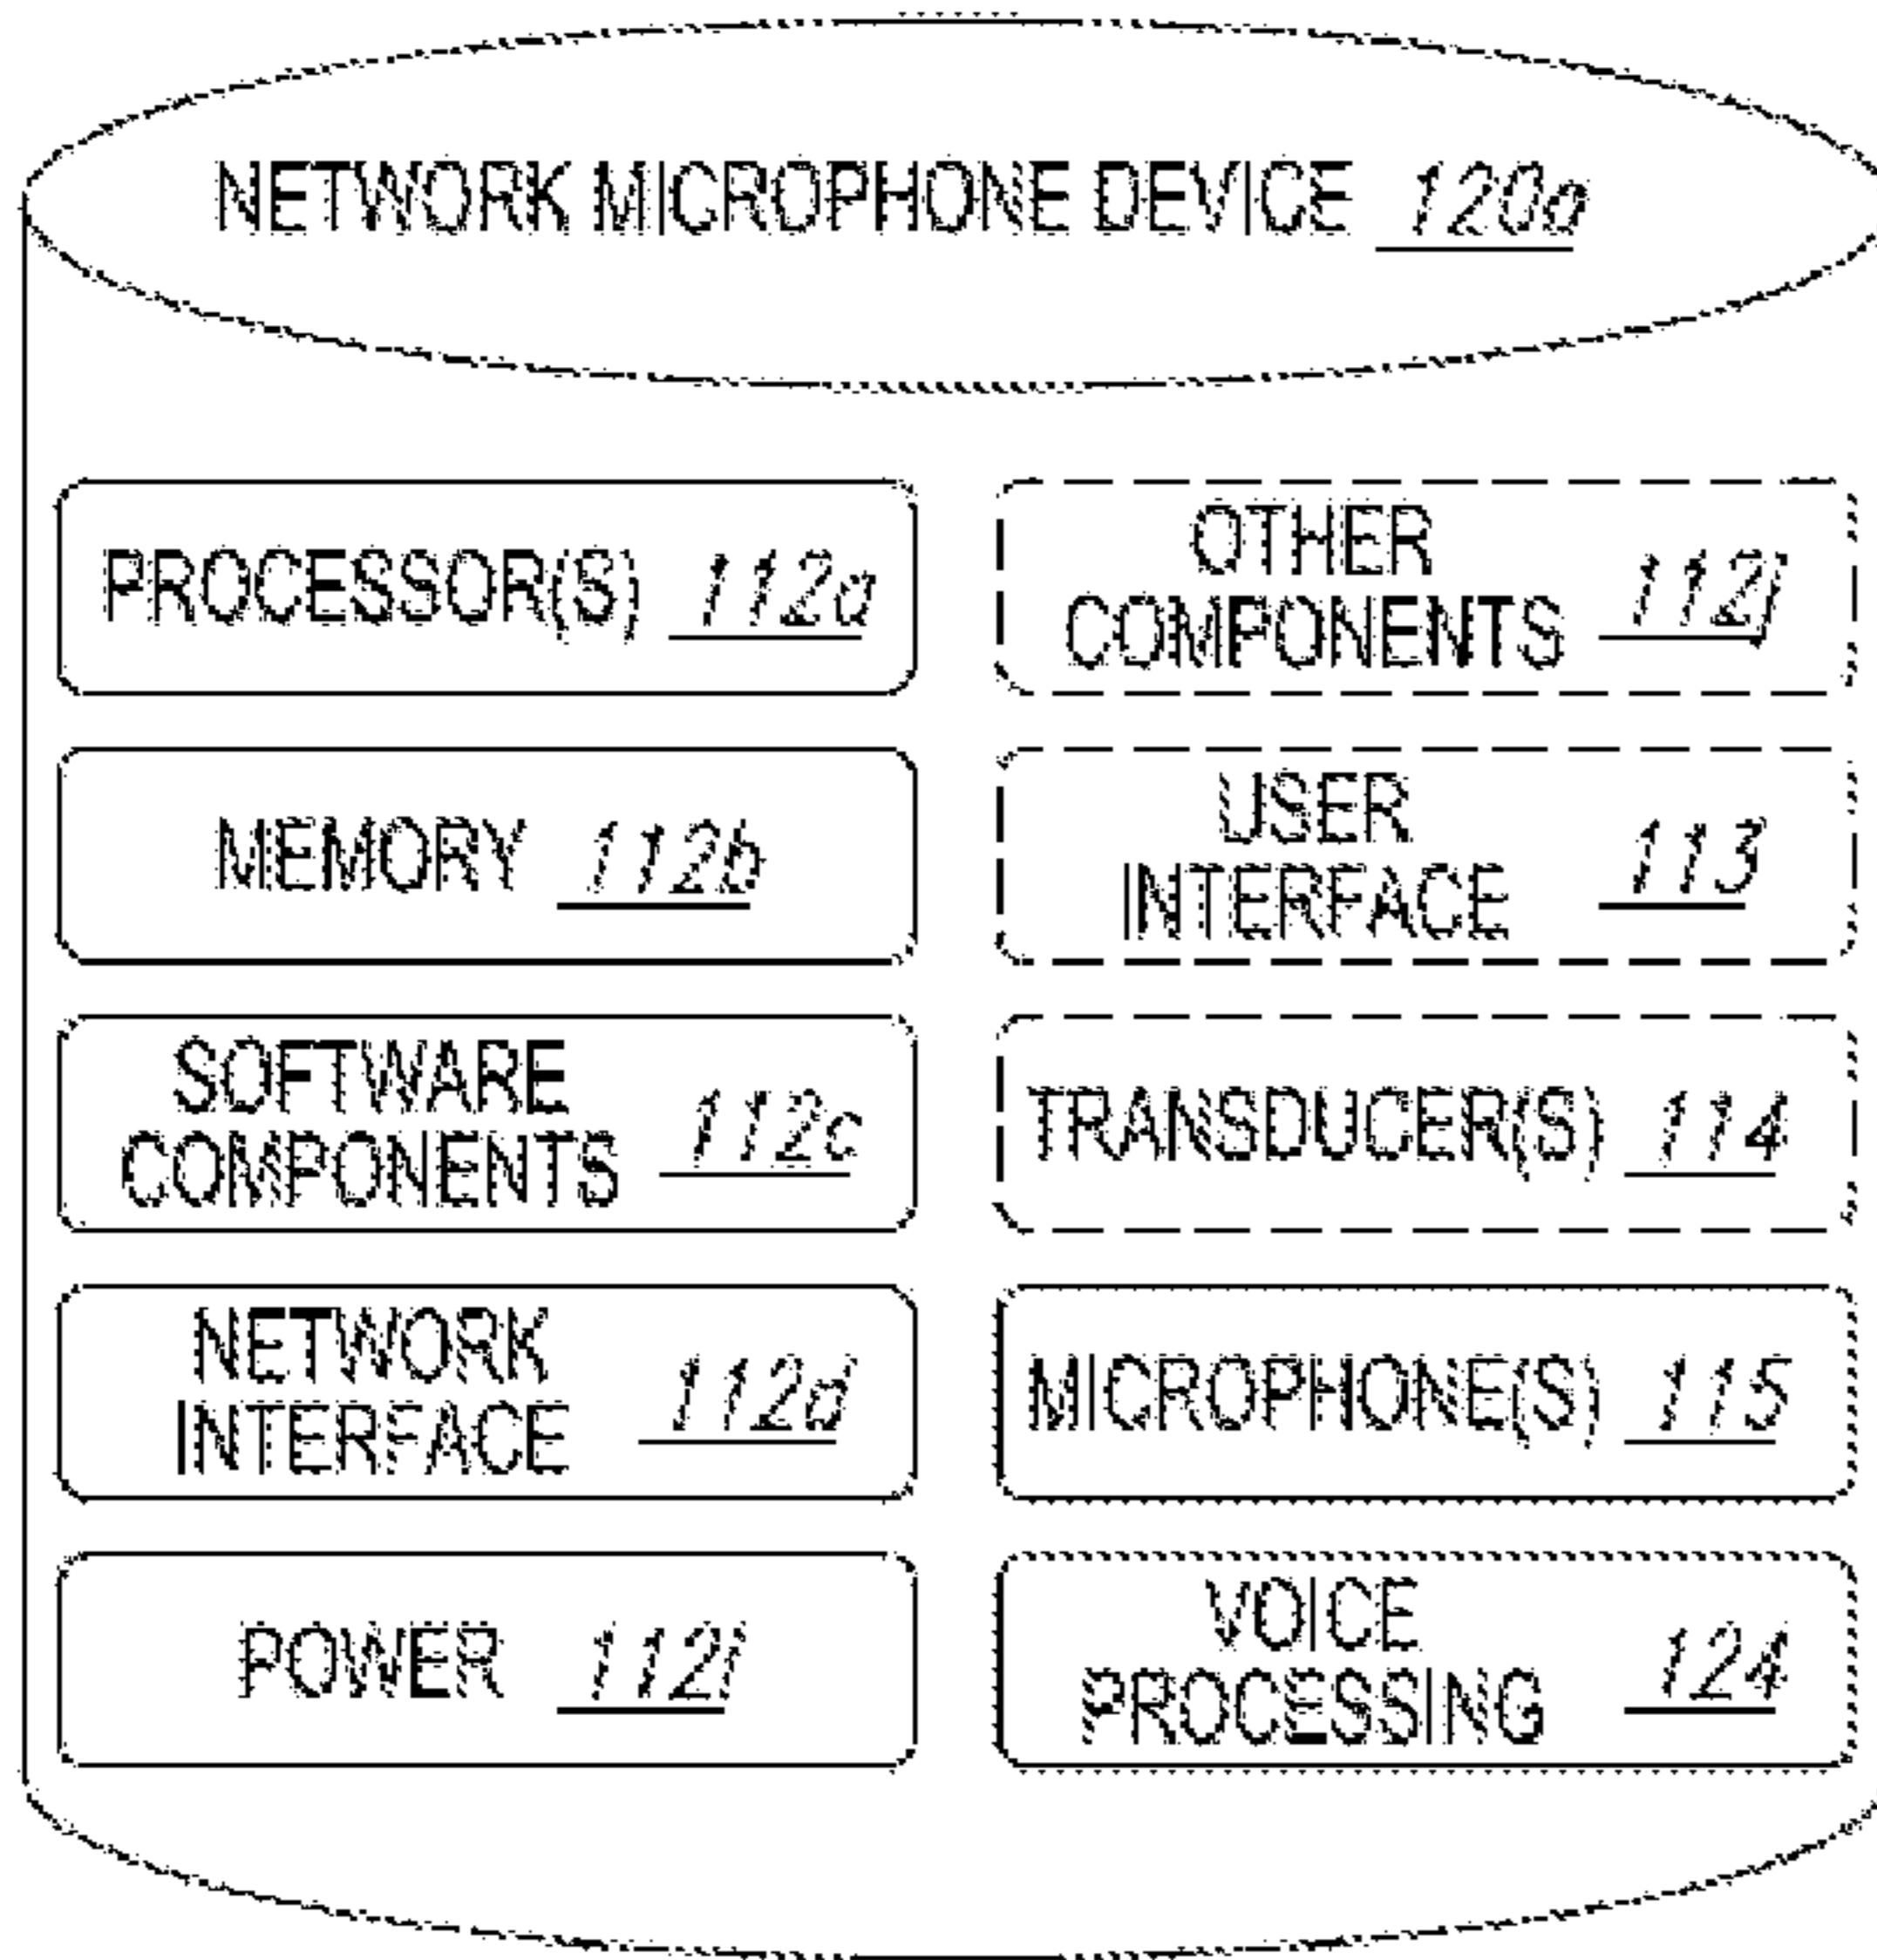 NETWORK MICROPHONE DEVICE 120a
PROCESSOR(S) 112a
MEMORY 112b
SOFTWARE
COMPONENTS 112c
NETWORK
INTERFACE 112d
POWER 112i
OTHER
COMPONENTS 112j
USER
INTERFACE 113
TRANSDUCER(S) 114
MICROPHONE(S) 115
VOICE
PROCESSING 124